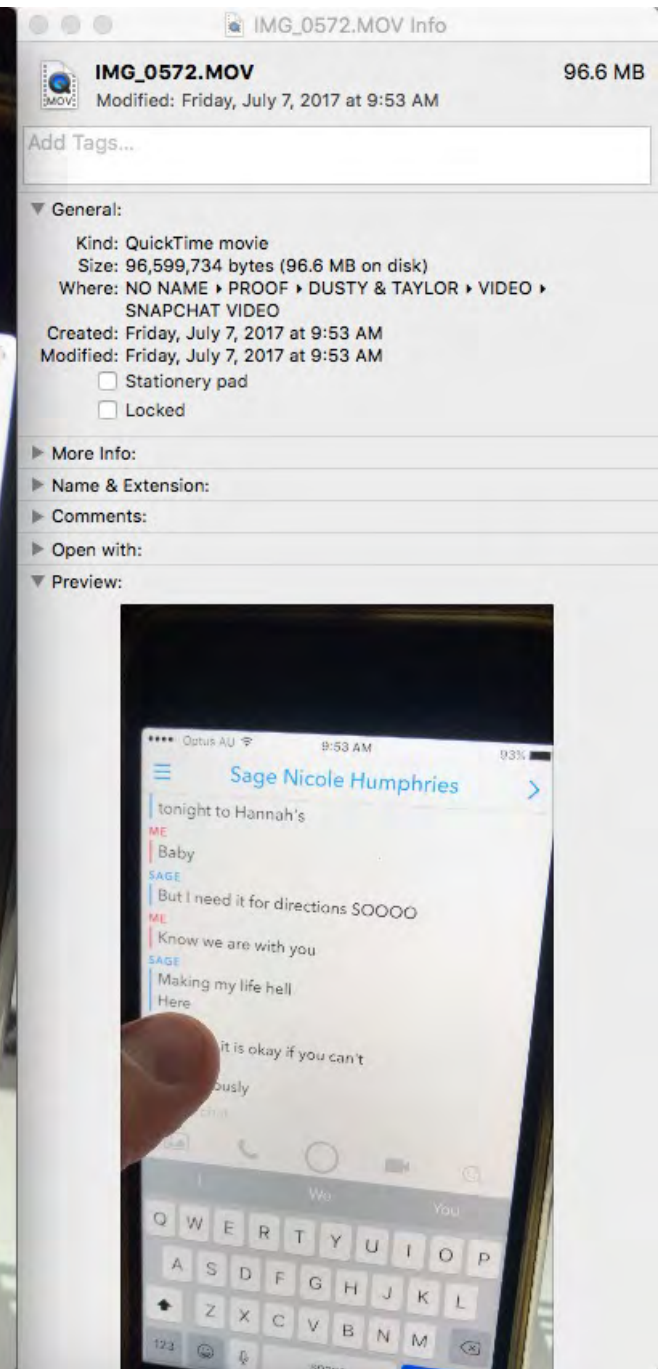 IMG_0572.MOV Info
IMG_0572.MOV 96.6 MB
Modified: Friday, July 7, 2017 at 9:53 AM
MOV
Add Tags...
▼ General:
Kind: QuickTime movie
Size: 96,599,734 bytes (96.6 MB on disk)
Where: NO NAME ▸ PROOF ▸ DUSTY & TAYLOR ▸ VIDEO ▸
SNAPCHAT VIDEO
Created: Friday, July 7, 2017 at 9:53 AM
Modified: Friday, July 7, 2017 at 9:53 AM
Stationery pad
Locked
▶ More Info:
▶ Name & Extension:
▶ Comments:
▶ Open with:
▼ Preview:
Optus AU 9:53 AM 93%
Sage Nicole Humphries
tonight to Hannah's
ME
Baby
SAGE
But I need it for directions SOOOO
ME
Know we are with you
SAGE
Making my life hell
Here
it is okay if you can't
I We You
Q W E R T Y U I O P
A S D F G H J K L
Z X C V B N M
123